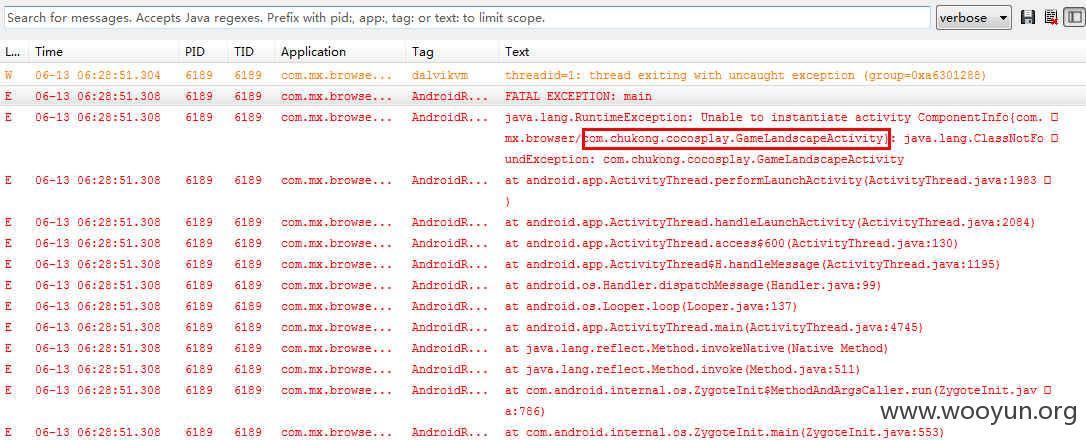 Search for messages. Accepts Java regexes. Prefix with pid:, app:, tag: or text: to limit scope. verbose
L... Time PID TID Application Tag Text
W 06-13 06:28:51.304 6189 6189 com.mx.browse... dalvikvm threadid=1: thread exiting with uncaught exception (group=0xa6301288)
E 06-13 06:28:51.308 6189 6189 com.mx.browse... AndroidR... FATAL EXCEPTION: main
E 06-13 06:28:51.308 6189 6189 com.mx.browse... AndroidR... java.lang.RuntimeException: Unable to instantiate activity ComponentInfo{com.
mx.browser/com.chukong.cocosplay.GameLandscapeActivity}: java.lang.ClassNotFo
undException: com.chukong.cocosplay.GameLandscapeActivity
E 06-13 06:28:51.308 6189 6189 com.mx.browse... AndroidR... at android.app.ActivityThread.performLaunchActivity(ActivityThread.java:1983
)
E 06-13 06:28:51.308 6189 6189 com.mx.browse... AndroidR... at android.app.ActivityThread.handleLaunchActivity(ActivityThread.java:2084)
E 06-13 06:28:51.308 6189 6189 com.mx.browse... AndroidR... at android.app.ActivityThread.access$600(ActivityThread.java:130)
E 06-13 06:28:51.308 6189 6189 com.mx.browse... AndroidR... at android.app.ActivityThread$H.handleMessage(ActivityThread.java:1195)
E 06-13 06:28:51.308 6189 6189 com.mx.browse... AndroidR... at android.os.Handler.dispatchMessage(Handler.java:99)
E 06-13 06:28:51.308 6189 6189 com.mx.browse... AndroidR... at android.os.Looper.loop(Looper.java:137)
E 06-13 06:28:51.308 6189 6189 com.mx.browse... AndroidR... at android.app.ActivityThread.main(ActivityThread.java:4745)
E 06-13 06:28:51.308 6189 6189 com.mx.browse... AndroidR... at java.lang.reflect.Method.invokeNative(Native Method)
E 06-13 06:28:51.308 6189 6189 com.mx.browse... AndroidR... at java.lang.reflect.Method.invoke(Method.java:511)
E 06-13 06:28:51.308 6189 6189 com.mx.browse... AndroidR... at com.android.internal.os.ZygoteInit$MethodAndArgsCaller.run(ZygoteInit.jav
a:786)
E 06-13 06:28:51.308 6189 6189 com.mx.browse... AndroidR... at com.android.internal.os.ZygoteInit.main(ZygoteInit.java:553)
www.wooyun.org